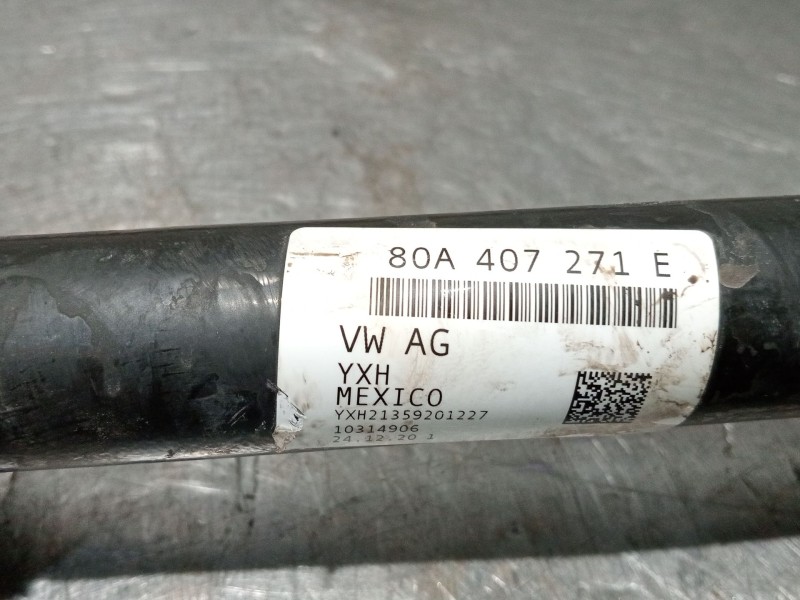 80A 407 271 E
VW AG
YXH
MEXICO
YXH21359201227
10314906
24.12.20 1